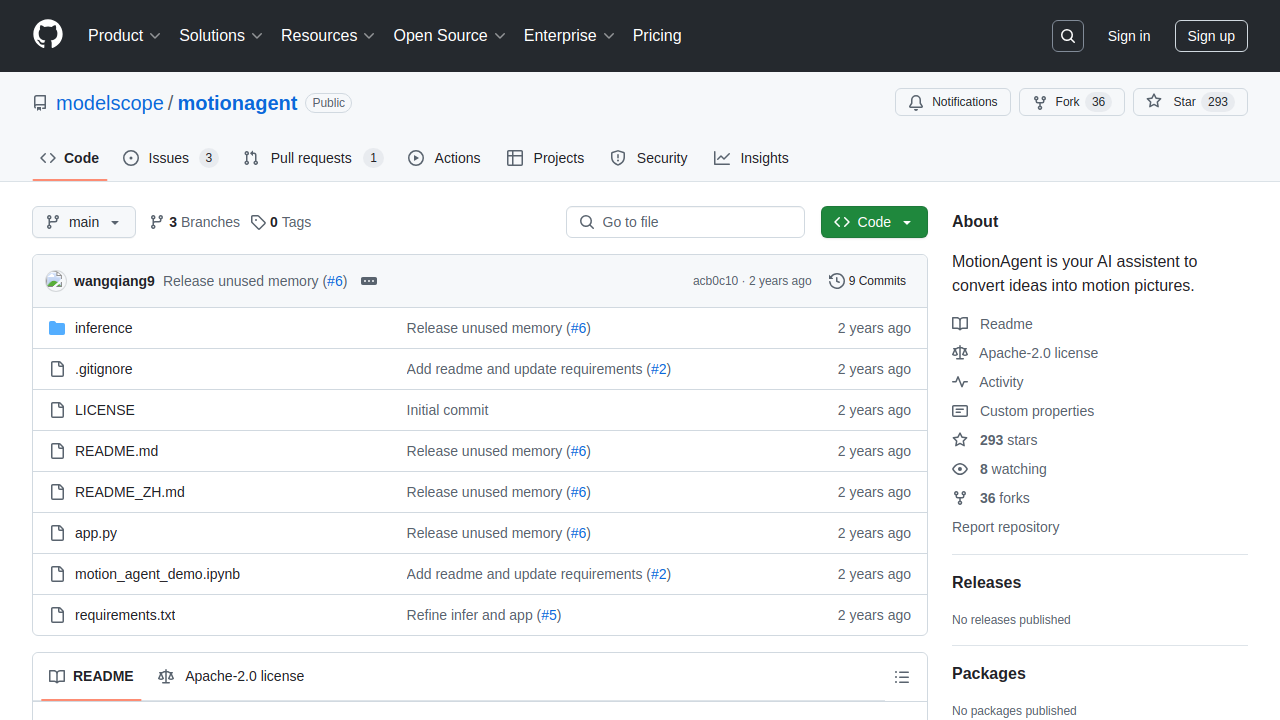 Product Solutions Resources Open Source Enterprise Pricing Sign in Sign up
modelscope / motionagent Public Notifications Fork 36 Star 293
Code Issues 3 Pull requests 1 Actions Projects Security Insights
main 3 Branches 0 Tags Go to file Code
wangqiang9 Release unused memory (#6) acb0c10 · 2 years ago 9 Commits
inference Release unused memory (#6) 2 years ago
.gitignore Add readme and update requirements (#2) 2 years ago
LICENSE Initial commit 2 years ago
README.md Release unused memory (#6) 2 years ago
README_ZH.md Release unused memory (#6) 2 years ago
app.py Release unused memory (#6) 2 years ago
motion_agent_demo.ipynb Add readme and update requirements (#2) 2 years ago
requirements.txt Refine infer and app (#5) 2 years ago
README Apache-2.0 license
About
MotionAgent is your AI assistent to
convert ideas into motion pictures.
Readme
Apache-2.0 license
Activity
Custom properties
293 stars
8 watching
36 forks
Report repository
Releases
No releases published
Packages
No packages published